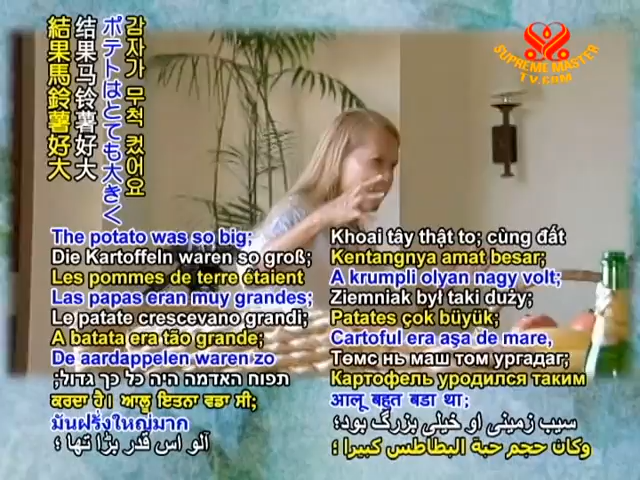 SUPREME MASTER
TV.COM
감자가 무척 컸어요
ポテトはとても大きく
结果马铃薯好大
結果馬鈴薯好大
The potato was so big;
Die Kartoffeln waren so groß;
Les pommes de terre étaient
Las papas eran muy grandes;
Le patate crescevano grandi;
A batata era tão grande;
De aardappelen waren zo
תפוח האדמה היה כל כך גדול;
ਕਰਦਾ ਹੈ। ਆਲੂ ਇਤਨਾ ਵਡਾ ਸੀ;
มันฝรั่งใหญ่มาก
آلو اس قدر بڑا تھا ؛
Khoai tây thật to; cùng đất
Kentangnya amat besar;
A krumpli olyan nagy volt;
Ziemniak był taki duży;
Patates çok büyük;
Cartoful era aşa de mare,
Төмс нь маш том ургадаг;
Картофель уродился таким
आलू बहुत बडा था;
سیب زمینی او خیلی بزرگ بود؛
وكان حجم حبة البطاطس كبيرا ؛